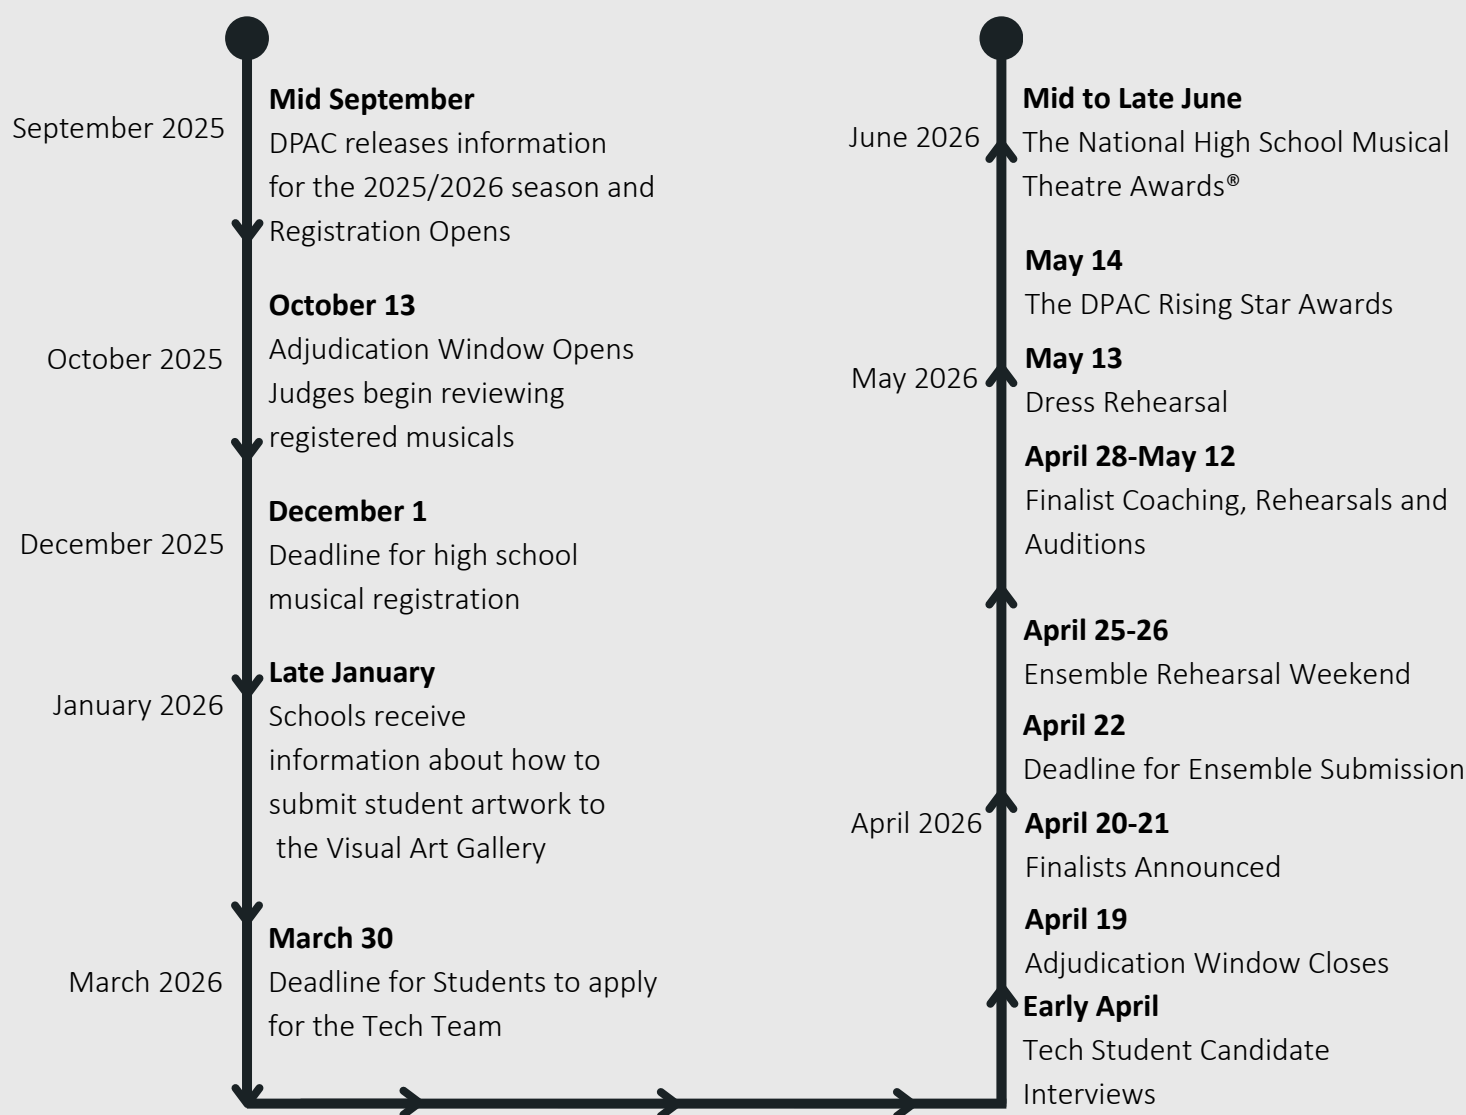 September 2025
Mid September
DPAC releases information
for the 2025/2026 season and
Registration Opens
October 2025
October 13
Adjudication Window Opens
Judges begin reviewing
registered musicals
December 2025
December 1
Deadline for high school
musical registration
January 2026
Late January
Schools receive
information about how to
submit student artwork to
the Visual Art Gallery
March 2026
March 30
Deadline for Students to apply
for the Tech Team
June 2026
Mid to Late June
The National High School Musical
Theatre Awards®
May 14
The DPAC Rising Star Awards
May 2026
May 13
Dress Rehearsal
April 28-May 12
Finalist Coaching, Rehearsals and
Auditions
April 25-26
Ensemble Rehearsal Weekend
April 22
Deadline for Ensemble Submission
April 2026
April 20-21
Finalists Announced
April 19
Adjudication Window Closes
Early April
Tech Student Candidate
Interviews